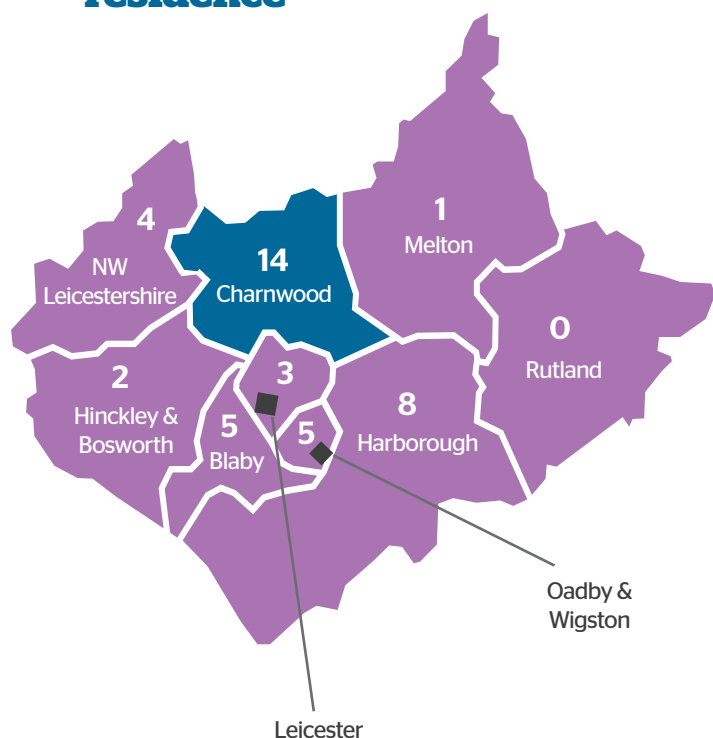 residence
4
NW
Leicestershire
14
Charnwood
1
Melton
0
Rutland
2
Hinckley &
Bosworth
3
5
Blaby
5
8
Harborough
Oadby &
Wigston
Leicester